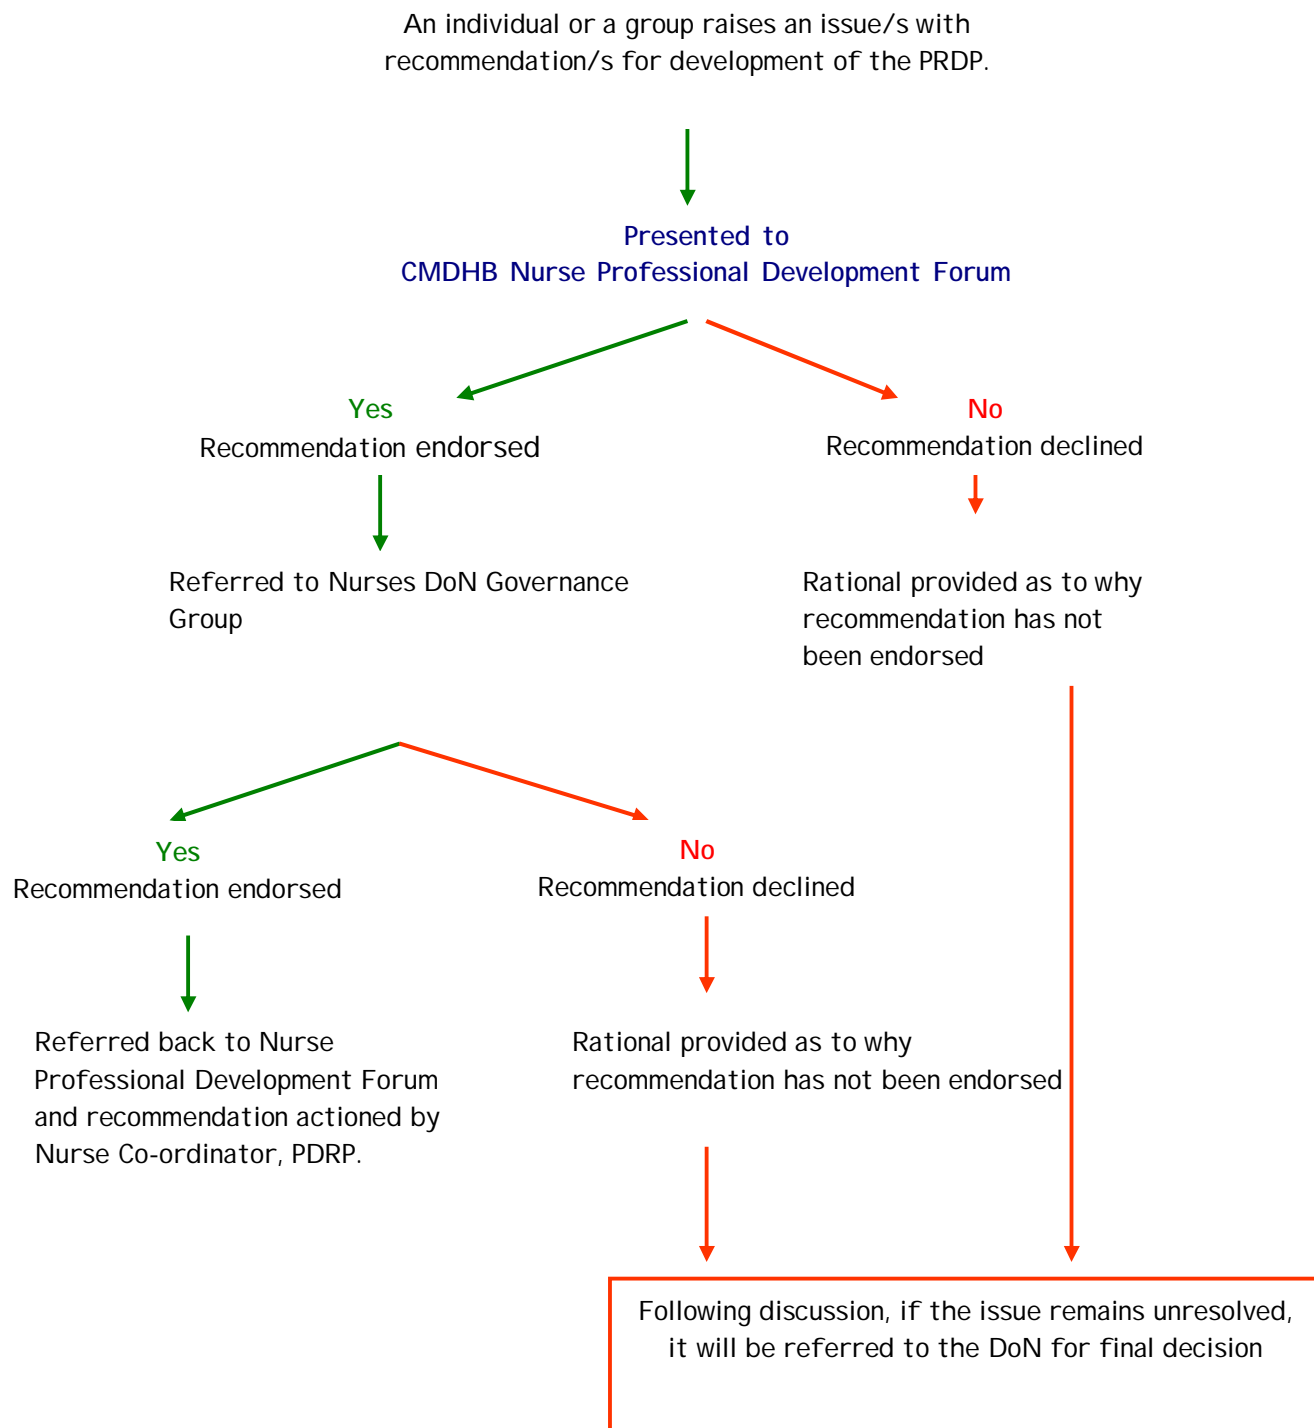 An individual or a group raises an issue/s with
recommendation/s for development of the PRDP.
Presented to
CMDHB Nurse Professional Development Forum
Yes
Recommendation endorsed
No
Recommendation declined
Referred to Nurses DoN Governance
Group
Rational provided as to why
recommendation has not
been endorsed
Yes
Recommendation endorsed
No
Recommendation declined
Referred back to Nurse
Professional Development Forum
and recommendation actioned by
Nurse Co-ordinator, PDRP.
Rational provided as to why
recommendation has not been endorsed
Following discussion, if the issue remains unresolved,
it will be referred to the DoN for final decision